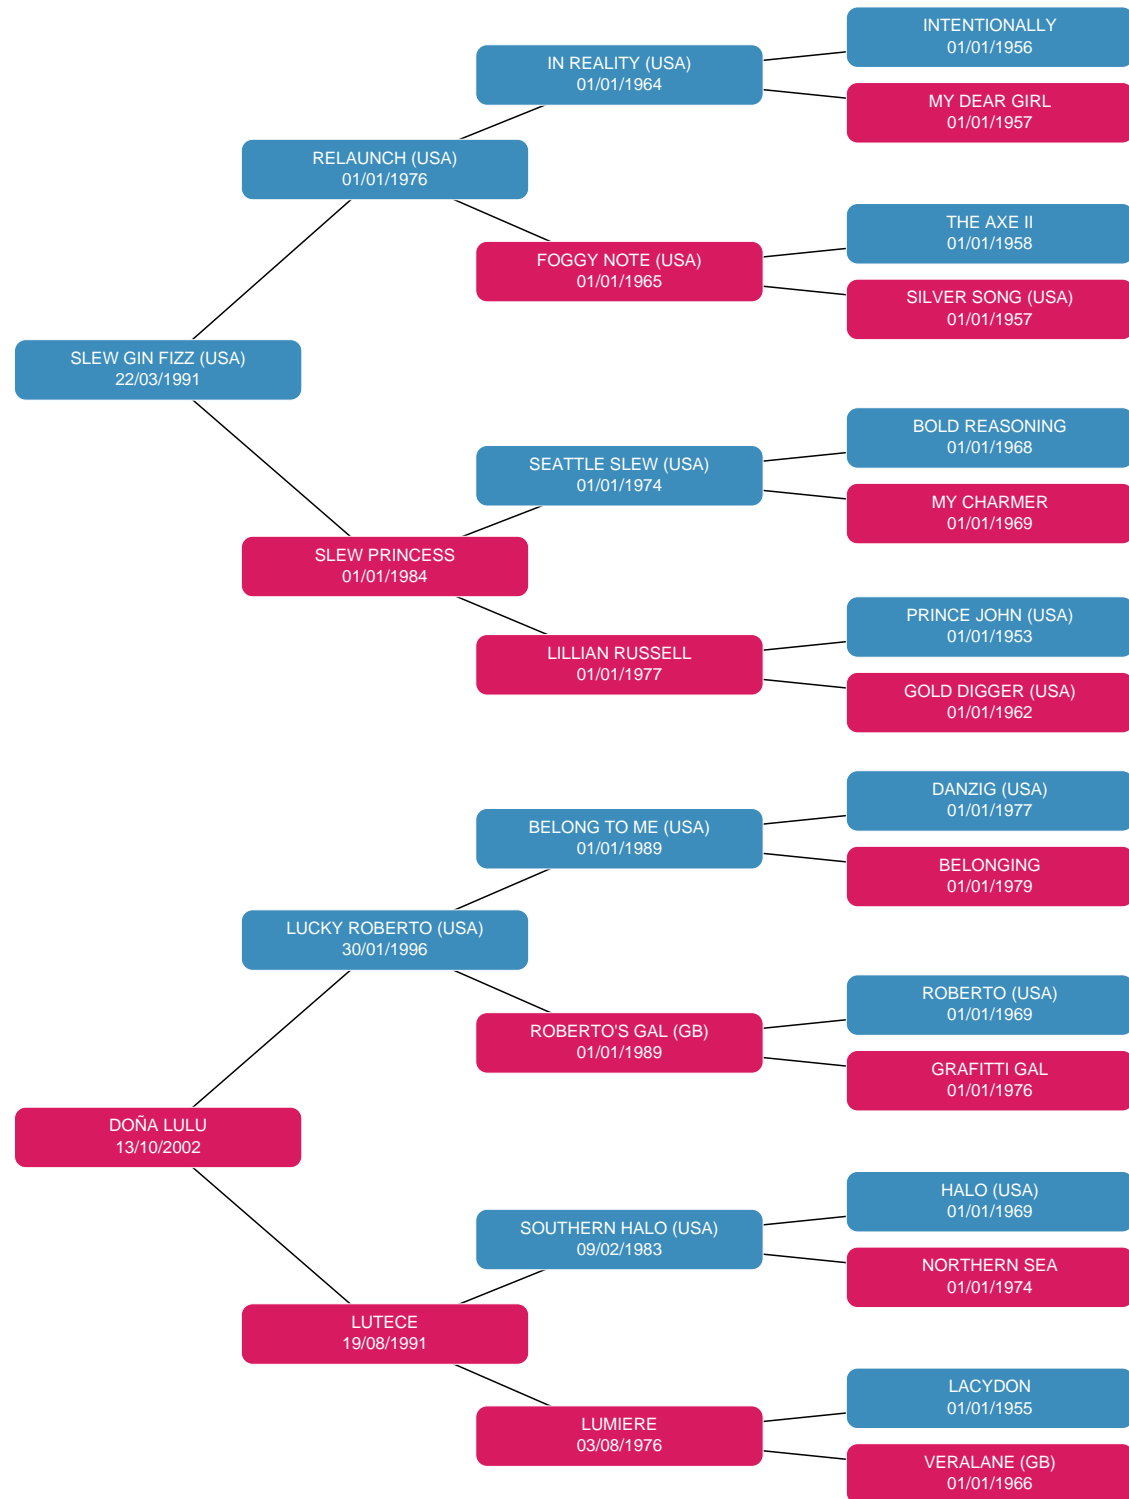 INTENTIONALLY
01/01/1956
IN REALITY (USA)
01/01/1964
MY DEAR GIRL
01/01/1957
RELAUNCH (USA)
01/01/1976
THE AXE II
01/01/1958
FOGGY NOTE (USA)
01/01/1965
SILVER SONG (USA)
01/01/1957
SLEW GIN FIZZ (USA)
22/03/1991
BOLD REASONING
01/01/1968
SEATTLE SLEW (USA)
01/01/1974
MY CHARMER
01/01/1969
SLEW PRINCESS
01/01/1984
PRINCE JOHN (USA)
01/01/1953
LILLIAN RUSSELL
01/01/1977
GOLD DIGGER (USA)
01/01/1962
DANZIG (USA)
01/01/1977
BELONG TO ME (USA)
01/01/1989
BELONGING
01/01/1979
LUCKY ROBERTO (USA)
30/01/1996
ROBERTO (USA)
01/01/1969
ROBERTO'S GAL (GB)
01/01/1989
GRAFITTI GAL
01/01/1976
DOÑA LULU
13/10/2002
HALO (USA)
01/01/1969
SOUTHERN HALO (USA)
09/02/1983
NORTHERN SEA
01/01/1974
LUTECE
19/08/1991
LACYDON
01/01/1955
LUMIERE
03/08/1976
VERALANE (GB)
01/01/1966